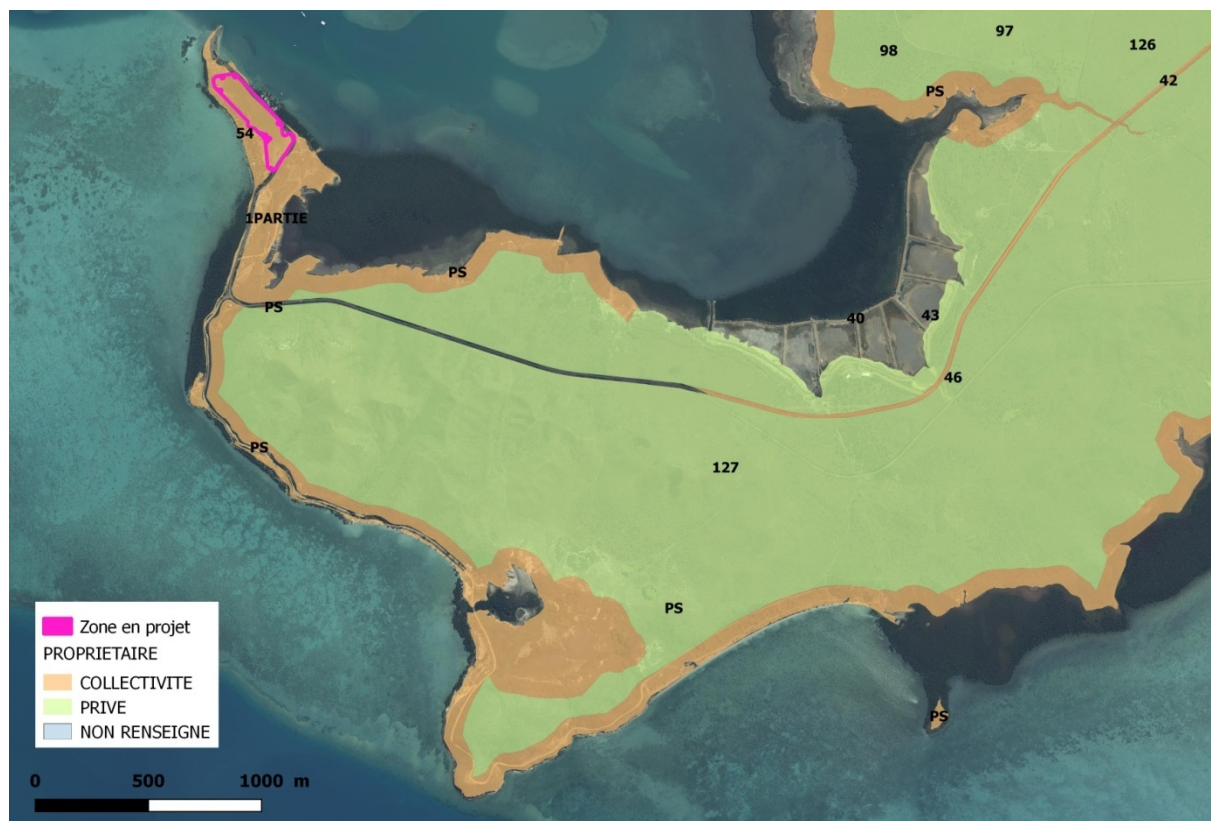 97
98
126
42
PS
54
1PARTIE
PS
PS
40
43
46
PS
127
PS
PS
Zone en projet
PROPRIETAIRE
COLLECTIVITE
PRIVE
NON RENSEIGNE
0 500 1000 m